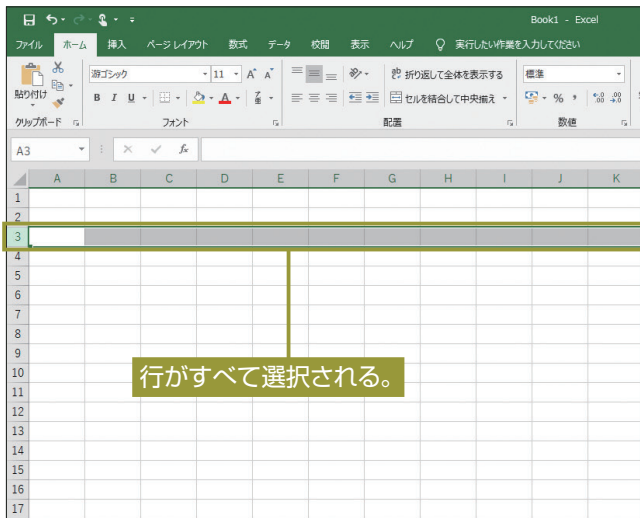 Book1 - Excel
ファイル ホーム 挿入 ページ レイアウト 数式 データ 校閲 表示 ヘルプ 実行したい作業を入力してください
游ゴシック 11 A A 折り返して全体を表示する 標準
貼り付け B I U A セルを結合して中央揃え % ,
クリップボード フォント 配置 数値
A3 fx
A B C D E F G H I J K
1
2
3
4
5
6
7
8
9
10
行がすべて選択される。
11
12
13
14
15
16
17